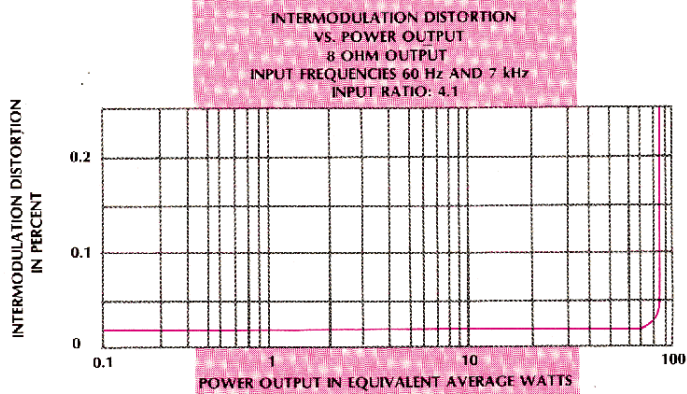 INTERMODULATION DISTORTION
VS. POWER OUTPUT
8 OHM OUTPUT
INPUT FREQUENCIES 60 Hz AND 7 kHz
INPUT RATIO: 4.1
INTERMODULATION DISTORTION
IN PERCENT
0.2
0.1
0
0.1 1 10 100
POWER OUTPUT IN EQUIVALENT AVERAGE WATTS